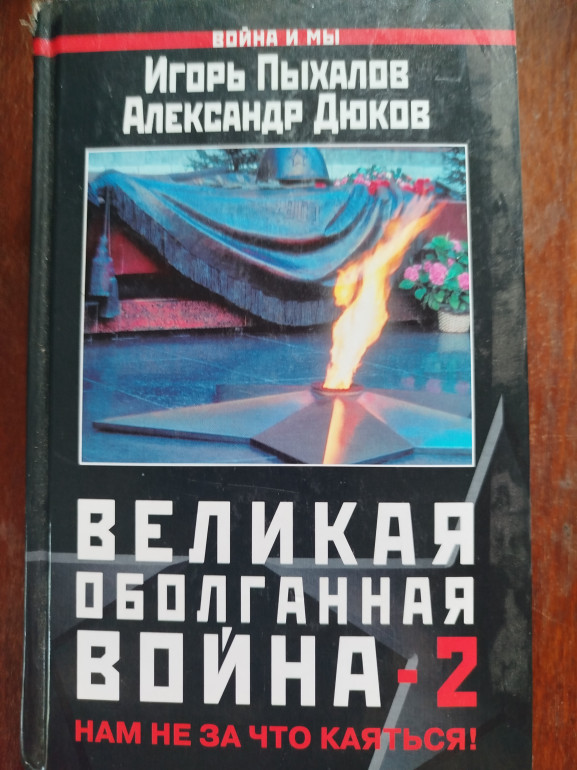 ВОЙНА И МЫ
ИГОРЬ ПЫХАЛОВ
АЛЕКСАНДР ДЮКОВ
ВЕЛИКАЯ
ОБОЛГАННАЯ
ВОЙНА-2
НАМ НЕ ЗА ЧТО КАЯТЬСЯ!